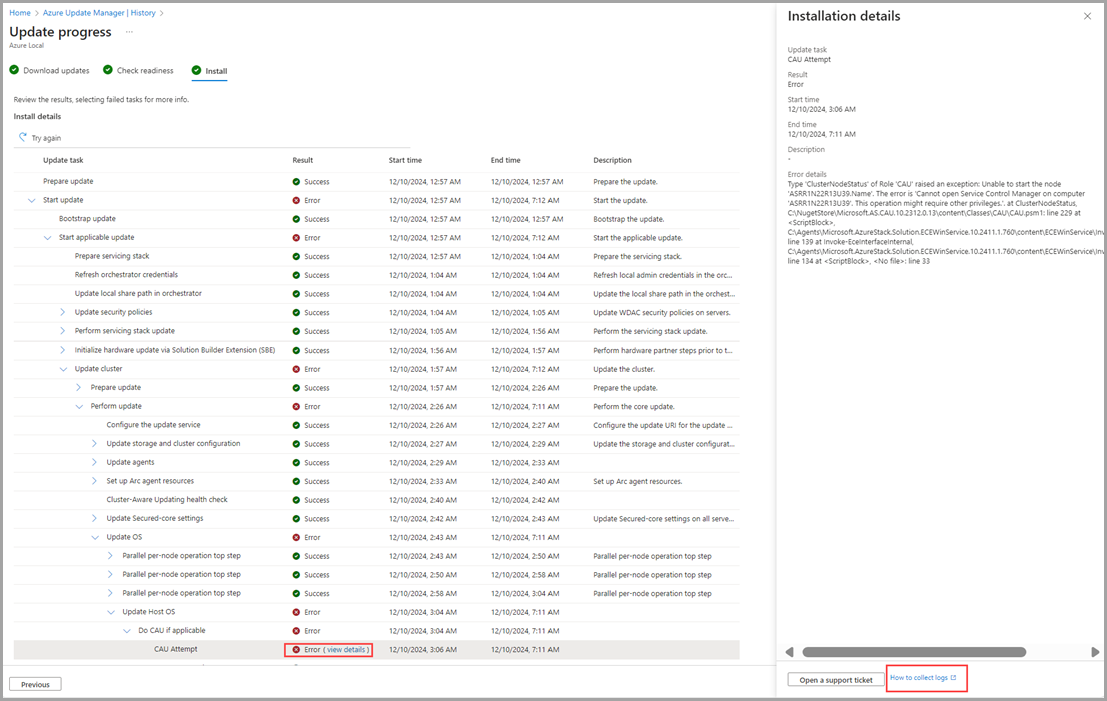 Home > Azure Update Manager | History >
Update progress ...
Azure Local
Download updates Check readiness Install
Review the results, selecting failed tasks for more info.
Install details
Try again
Update task Result Start time End time Description
Prepare update Success 12/10/2024, 12:57 AM 12/10/2024, 12:57 AM Prepare the update.
Start update Error 12/10/2024, 12:57 AM 12/10/2024, 7:12 AM Start the update.
Bootstrap update Success 12/10/2024, 12:57 AM 12/10/2024, 12:57 AM Bootstrap the update.
Start applicable update Error 12/10/2024, 12:57 AM 12/10/2024, 7:12 AM Start the applicable update.
Prepare servicing stack Success 12/10/2024, 12:57 AM 12/10/2024, 1:04 AM Prepare the servicing stack.
Refresh orchestrator credentials Success 12/10/2024, 1:04 AM 12/10/2024, 1:04 AM Refresh local admin credentials in the orc...
Update local share path in orchestrator Success 12/10/2024, 1:04 AM 12/10/2024, 1:04 AM Update the local share path in the orchest...
Update security policies Success 12/10/2024, 1:04 AM 12/10/2024, 1:05 AM Update WDAC security policies on servers.
Perform servicing stack update Success 12/10/2024, 1:05 AM 12/10/2024, 1:56 AM Perform the servicing stack update.
Initialize hardware update via Solution Builder Extension (SBE) Success 12/10/2024, 1:56 AM 12/10/2024, 1:57 AM Perform hardware partner steps prior to t...
Update cluster Error 12/10/2024, 1:57 AM 12/10/2024, 7:12 AM Update the cluster.
Prepare update Success 12/10/2024, 1:57 AM 12/10/2024, 2:26 AM Prepare the update.
Perform update Error 12/10/2024, 2:26 AM 12/10/2024, 7:11 AM Perform the core update.
Configure the update service Success 12/10/2024, 2:26 AM 12/10/2024, 2:27 AM Configure the update URI for the update ...
Update storage and cluster configuration Success 12/10/2024, 2:27 AM 12/10/2024, 2:29 AM Update the storage and cluster configurat...
Update agents Success 12/10/2024, 2:29 AM 12/10/2024, 2:33 AM
Set up Arc agent resources Success 12/10/2024, 2:33 AM 12/10/2024, 2:40 AM Set up Arc agent resources.
Cluster-Aware Updating health check Success 12/10/2024, 2:40 AM 12/10/2024, 2:42 AM
Update Secured-core settings Success 12/10/2024, 2:42 AM 12/10/2024, 2:43 AM Update Secured-core settings on all serve...
Update OS Error 12/10/2024, 2:43 AM 12/10/2024, 7:11 AM
Parallel per-node operation top step Success 12/10/2024, 2:43 AM 12/10/2024, 2:50 AM Parallel per-node operation top step
Parallel per-node operation top step Success 12/10/2024, 2:50 AM 12/10/2024, 2:58 AM Parallel per-node operation top step
Parallel per-node operation top step Success 12/10/2024, 2:58 AM 12/10/2024, 3:04 AM Parallel per-node operation top step
Update Host OS Error 12/10/2024, 3:04 AM 12/10/2024, 7:11 AM
Do CAU if applicable Error 12/10/2024, 3:04 AM 12/10/2024, 7:11 AM
CAU Attempt Error (view details) 12/10/2024, 3:06 AM 12/10/2024, 7:11 AM
Previous
Installation details
Update task
CAU Attempt
Result
Error
Start time
12/10/2024, 3:06 AM
End time
12/10/2024, 7:11 AM
Description
-
Error details
Type 'ClusterNodeStatus' of Role 'CAU' raised an exception: Unable to start the node
'ASRR1N22R13U39.Name'. The error is 'Cannot open Service Control Manager on computer
'ASRR1N22R13U39'. This operation might require other privileges.'. at ClusterNodeStatus,
C:\NugetStore\Microsoft.AS.CAU.10.2312.0.13\content\Classes\CAU\CAU.psm1: line 229 at
<ScriptBlock>,
C:\Agents\Microsoft.AzureStack.Solution.ECEWinService.10.2411.1.760\content\ECEWinService\Inv
line 139 at Invoke-EceInterfaceInternal,
C:\Agents\Microsoft.AzureStack.Solution.ECEWinService.10.2411.1.760\content\ECEWinService\Inv
line 134 at <ScriptBlock>, <No file>: line 33
Open a support ticket How to collect logs